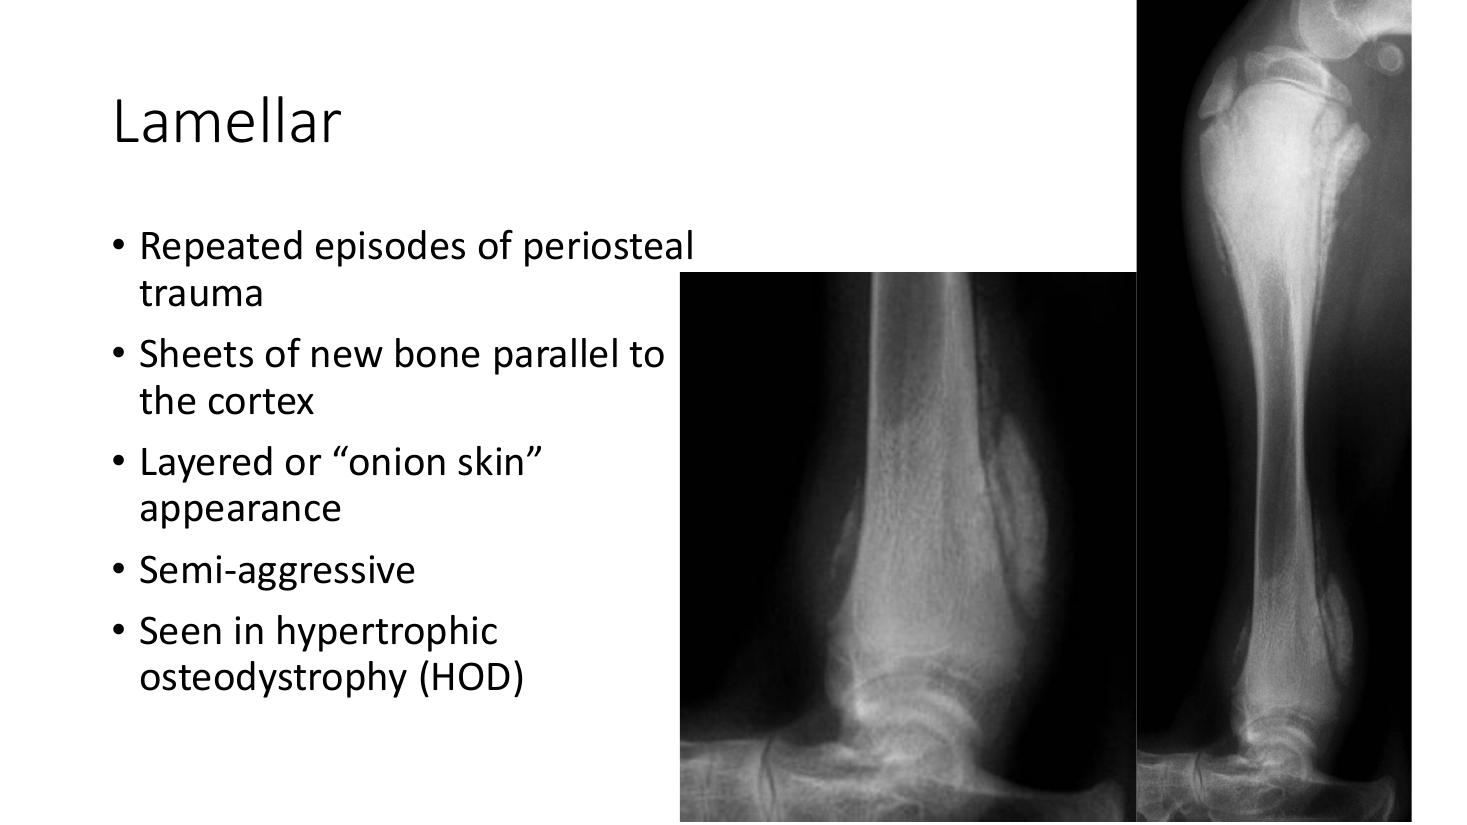 Lamellar
• Repeated episodes of periosteal
trauma
• Sheets of new bone parallel to
the cortex
• Layered or “onion skin”
appearance
• Semi-aggressive
• Seen in hypertrophic
osteodystrophy (HOD)